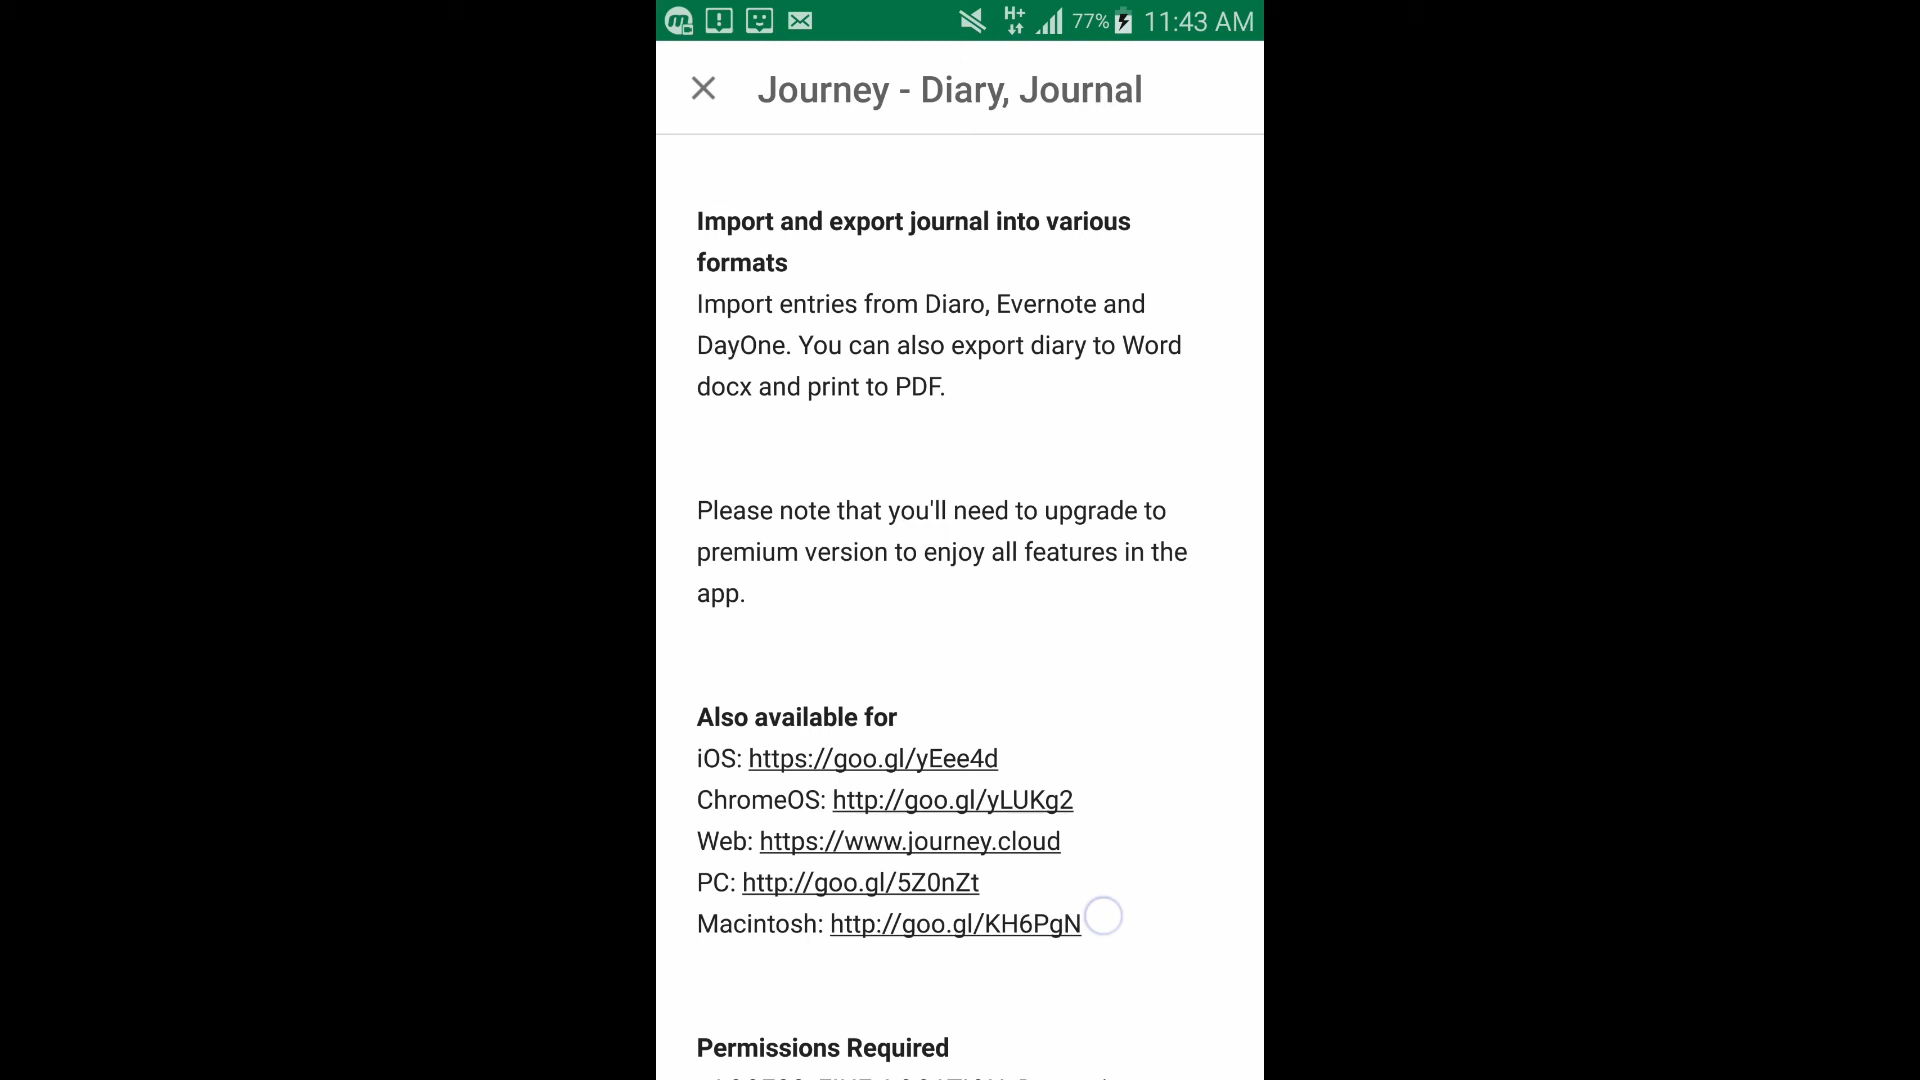 H+ 77% 11:43 AM
Journey - Diary, Journal
Import and export journal into various
formats
Import entries from Diaro, Evernote and
DayOne. You can also export diary to Word
docx and print to PDF.
Please note that you'll need to upgrade to
premium version to enjoy all features in the
app.
Also available for
iOS: https://goo.gl/yEee4d
ChromeOS: http://goo.gl/yLUKg2
Web: https://www.journey.cloud
PC: http://goo.gl/5Z0nZt
Macintosh: http://goo.gl/KH6PgN
Permissions Required